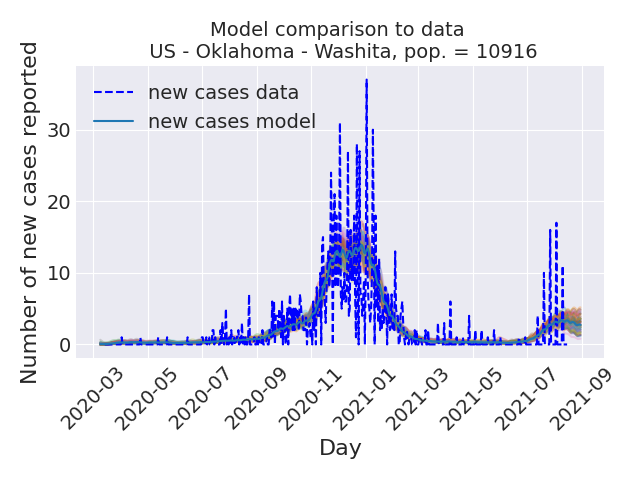 Model comparison to data
US - Oklahoma - Washita, pop. = 10916
Number of new cases reported
new cases data
new cases model
30
20
10
0
2020-03
2020-05
2020-07
2020-09
2020-11
2021-01
2021-03
2021-05
2021-07
2021-09
Day